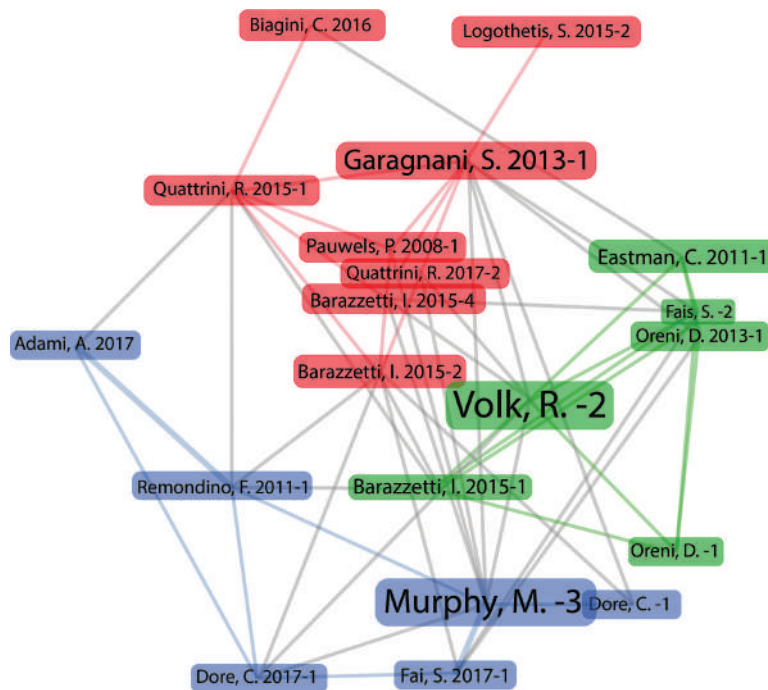 Biagini, C. 2016
Logothetis, S. 2015-2
Garagnani, S. 2013-1
Quattrini, R. 2015-1
Pauwels, P. 2008-1
Eastman, C. 2011-1
Quattrini, R. 2017-2
Barazzetti, I. 2015-4
Fais, S. -2
Oreni, D. 2013-1
Adami, A. 2017
Barazzetti, I. 2015-2
Volk, R. -2
Remondino, F. 2011-1
Barazzetti, I. 2015-1
Oreni, D. -1
Murphy, M. -3
Dore, C. -1
Dore, C. 2017-1
Fai, S. 2017-1